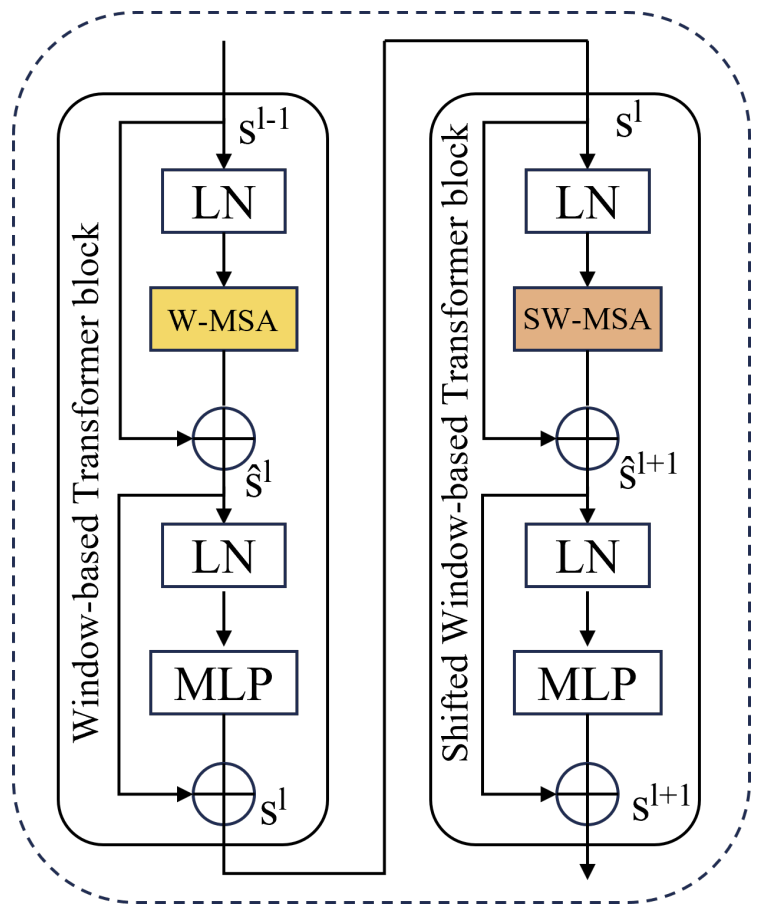 Window-based Transformer block
s^{l-1}
LN
W-MSA
ŝ^{l}
LN
MLP
s^{l}
Shifted Window-based Transformer block
s^{l}
LN
SW-MSA
ŝ^{l+1}
LN
MLP
s^{l+1}